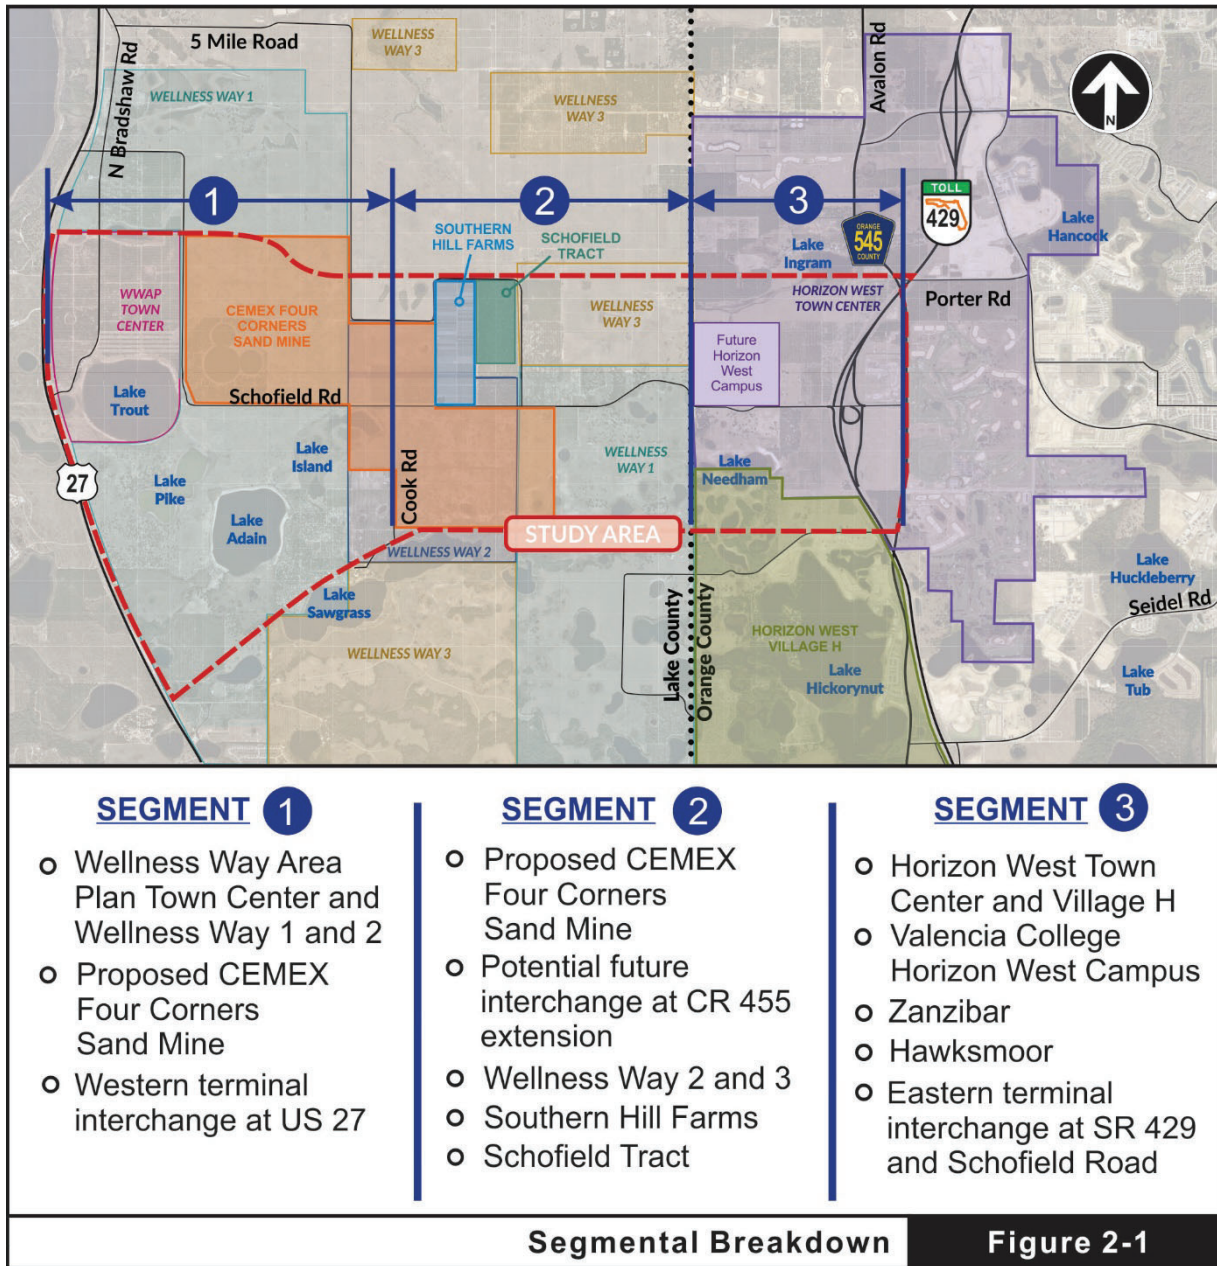 5 Mile Road
N Bradshaw Rd
WELLNESS
WAY 3
WELLNESS WAY 1
WELLNESS
WAY 3
Avalon Rd
N
1
2
3
TOLL
429
ORANGE
545
COUNTY
Lake
Hancock
Lake
Ingram
SOUTHERN
HILL FARMS
SCHOFIELD
TRACT
HORIZON WEST
TOWN CENTER
Porter Rd
WWAP
TOWN
CENTER
CEMEX FOUR
CORNERS
SAND MINE
WELLNESS
WAY 3
Future
Horizon
West
Campus
Lake
Trout
Schofield Rd
Lake
Island
Cook Rd
WELLNESS
WAY 1
Lake
Needham
27
Lake
Pike
Lake
Adain
STUDY AREA
WELLNESS WAY 2
Lake
Sawgrass
Lake
Huckleberry
Seidel Rd
WELLNESS WAY 3
Lake County
Orange County
HORIZON WEST
VILLAGE H
Lake
Hickorynut
Lake
Tub
SEGMENT 1
o Wellness Way Area
Plan Town Center and
Wellness Way 1 and 2
o Proposed CEMEX
Four Corners
Sand Mine
o Western terminal
interchange at US 27
SEGMENT 2
o Proposed CEMEX
Four Corners
Sand Mine
o Potential future
interchange at CR 455
extension
o Wellness Way 2 and 3
o Southern Hill Farms
o Schofield Tract
SEGMENT 3
o Horizon West Town
Center and Village H
o Valencia College
Horizon West Campus
o Zanzibar
o Hawksmoor
o Eastern terminal
interchange at SR 429
and Schofield Road
Segmental Breakdown
Figure 2-1